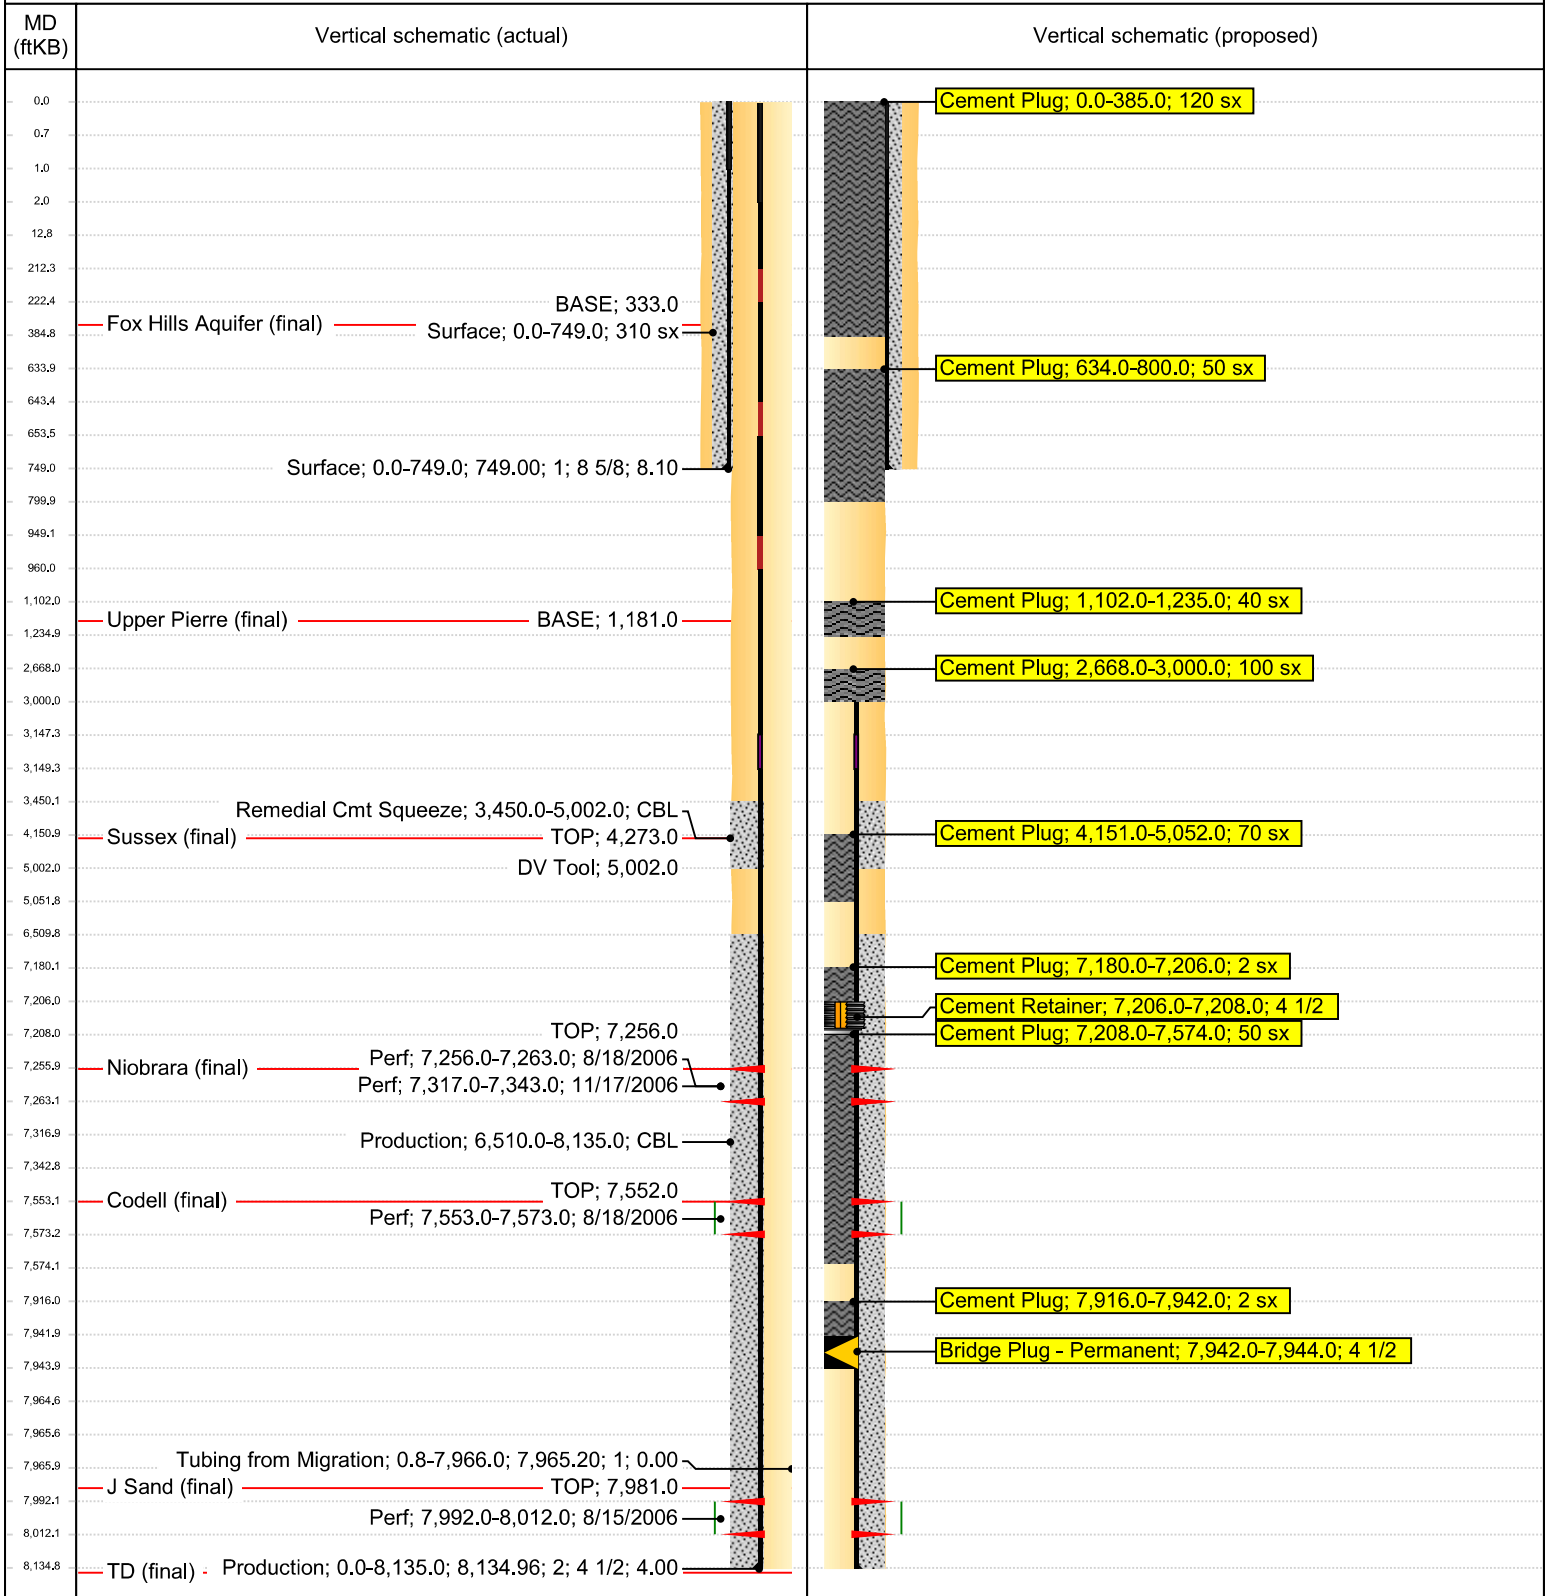 MD
(ftKB)
Vertical schematic (actual)
Vertical schematic (proposed)
0.0
Cement Plug; 0.0-385.0; 120 sx
0.7
1.0
2.0
12.8
212.3
222.4
BASE; 333.0
Fox Hills Aquifer (final)
Surface; 0.0-749.0; 310 sx
384.8
633.9
Cement Plug; 634.0-800.0; 50 sx
643.4
653.5
749.0
Surface; 0.0-749.0; 749.00; 1; 8 5/8; 8.10
799.9
949.1
960.0
1,102.0
Cement Plug; 1,102.0-1,235.0; 40 sx
Upper Pierre (final)
BASE; 1,181.0
1,234.9
2,668.0
Cement Plug; 2,668.0-3,000.0; 100 sx
3,000.0
3,147.3
3,149.3
3,450.1
Remedial Cmt Squeeze; 3,450.0-5,002.0; CBL
4,150.9
Sussex (final)
TOP; 4,273.0
Cement Plug; 4,151.0-5,052.0; 70 sx
5,002.0
DV Tool; 5,002.0
5,051.8
6,509.8
7,180.1
Cement Plug; 7,180.0-7,206.0; 2 sx
7,206.0
Cement Retainer; 7,206.0-7,208.0; 4 1/2
7,208.0
TOP; 7,256.0
Cement Plug; 7,208.0-7,574.0; 50 sx
7,255.9
Niobrara (final)
Perf; 7,256.0-7,263.0; 8/18/2006
Perf; 7,317.0-7,343.0; 11/17/2006
7,263.1
7,316.9
Production; 6,510.0-8,135.0; CBL
7,342.8
7,553.1
Codell (final)
TOP; 7,552.0
Perf; 7,553.0-7,573.0; 8/18/2006
7,573.2
7,574.1
7,916.0
Cement Plug; 7,916.0-7,942.0; 2 sx
7,941.9
Bridge Plug - Permanent; 7,942.0-7,944.0; 4 1/2
7,943.9
7,964.6
7,965.6
7,965.9
Tubing from Migration; 0.8-7,966.0; 7,965.20; 1; 0.00
J Sand (final)
TOP; 7,981.0
7,992.1
Perf; 7,992.0-8,012.0; 8/15/2006
8,012.1
8,134.8
TD (final)
Production; 0.0-8,135.0; 8,134.96; 2; 4 1/2; 4.00